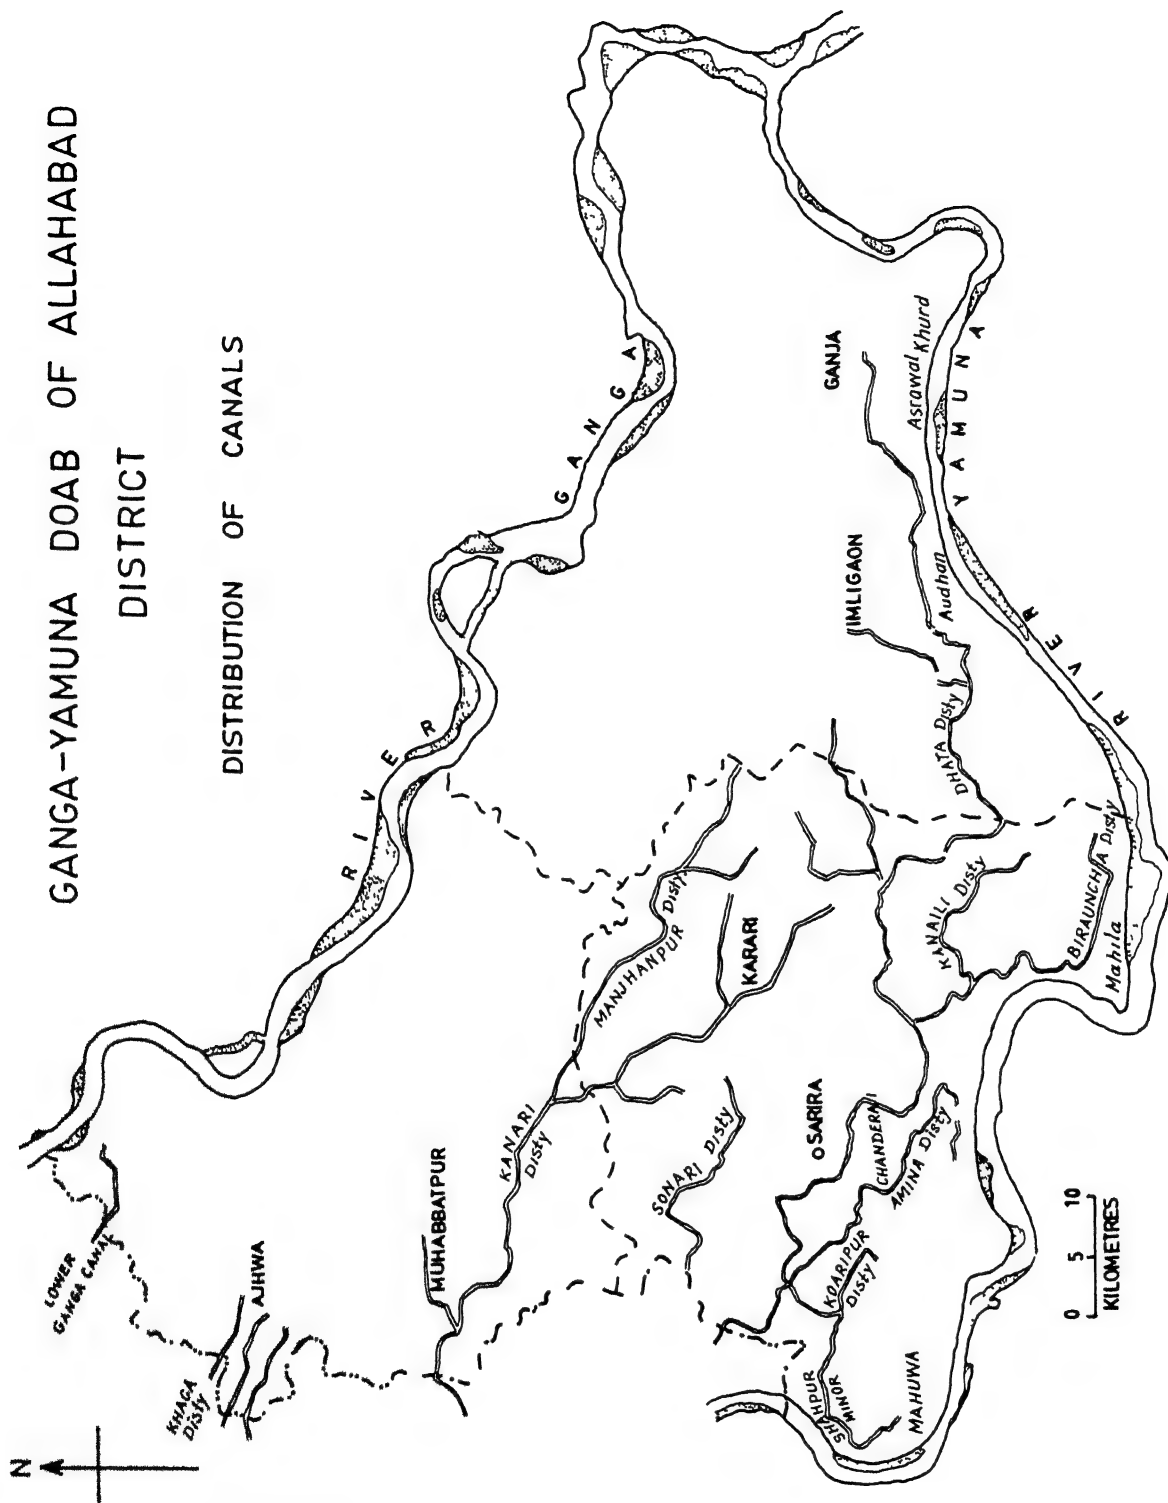 GANGA-YAMUNA DOAB OF ALLAHABAD
DISTRICT
DISTRIBUTION OF CANALS
N
LOWER
GANGA CANAL
KHAGA
Disty
AJHWA
RIVER GANGA
MUHABBATPUR
KANARI
Disty
MANJHANPUR Disty
KARARI
SONARI Disty
SARIRA
CHANDERAI
AMINA Disty
KOARIPUR
Disty
SHAHPUR
MINOR
MAHUWA
KANAILI Disty
BIRAUNCHA Disty
Mahila
DHATA Disty
IMLIGAON
Audhan
GANJA
Asrawal Khurd
RIVER YAMUNA
0 5 10
KILOMETRES